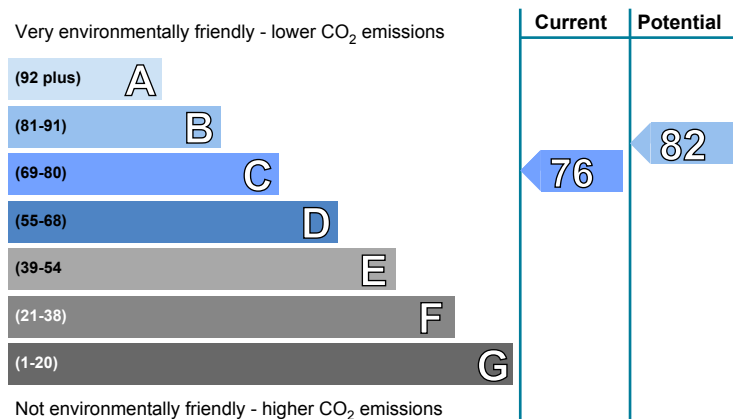 Very environmentally friendly - lower CO2 emissions
Current
Potential
(92 plus) A
(81-91) B
(69-80) C
(55-68) D
(39-54 E
(21-38) F
(1-20) G
76
82
Not environmentally friendly - higher CO2 emissions